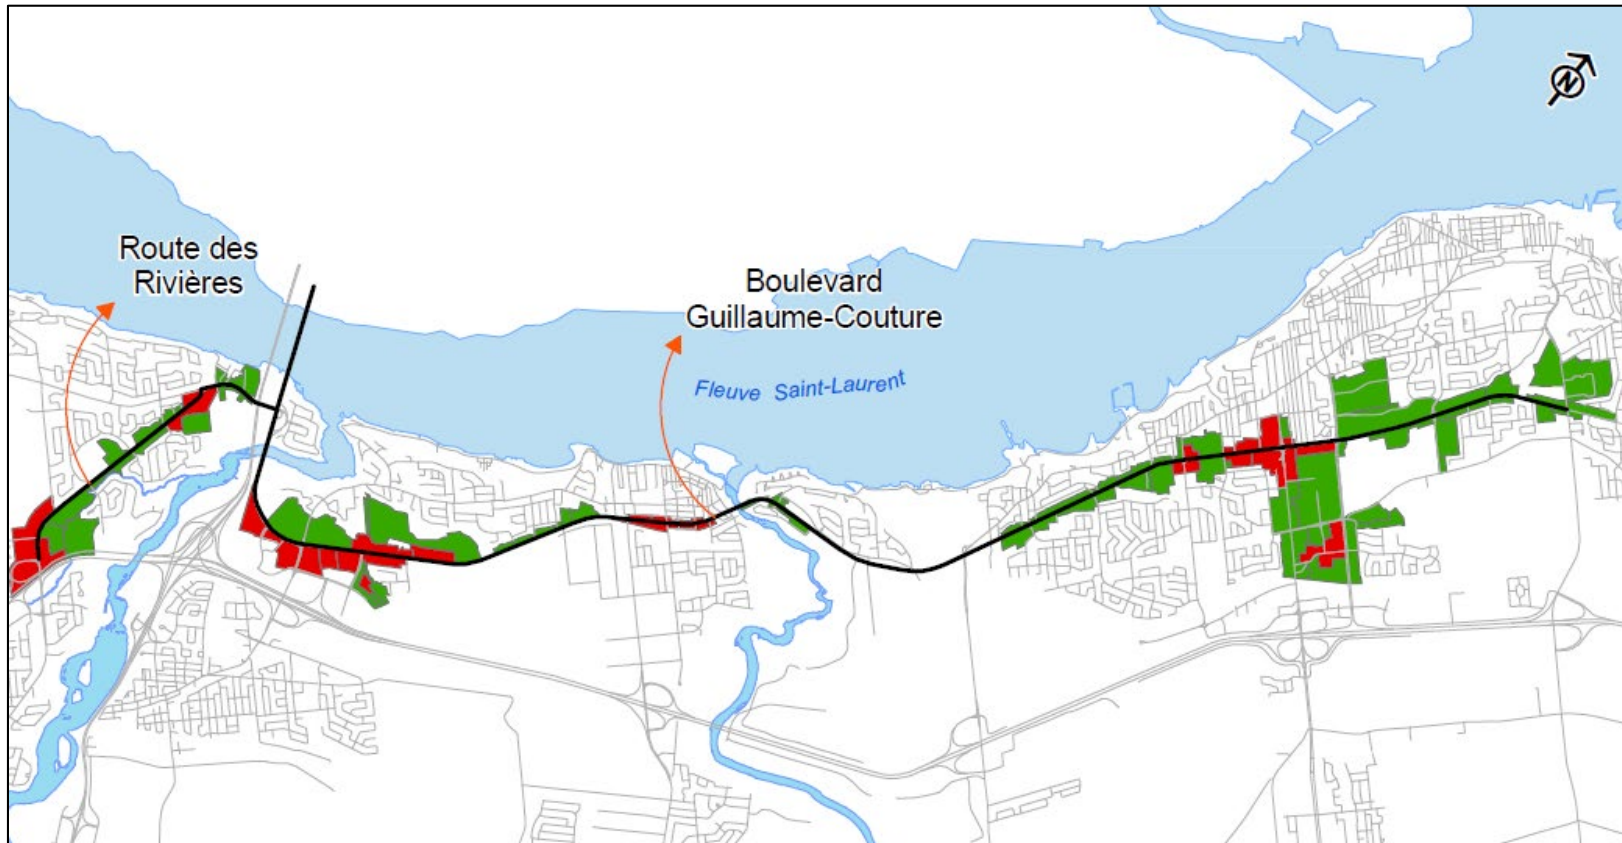 N
Route des
Rivières
Boulevard
Guillaume-Couture
Fleuve Saint-Laurent